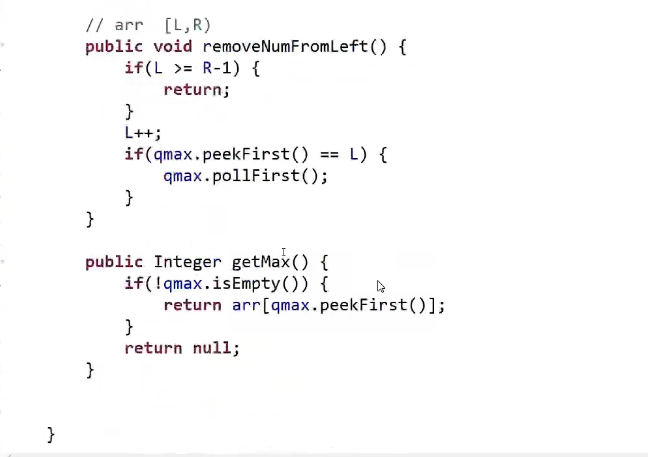 // arr  [L,R)
public void removeNumFromLeft() {
    if(L >= R-1) {
        return;
    }
    L++;
    if(qmax.peekFirst() == L) {
        qmax.pollFirst();
    }
}
public Integer getMax() {
    if(!qmax.isEmpty()) {
        return arr[qmax.peekFirst()];
    }
    return null;
}
}